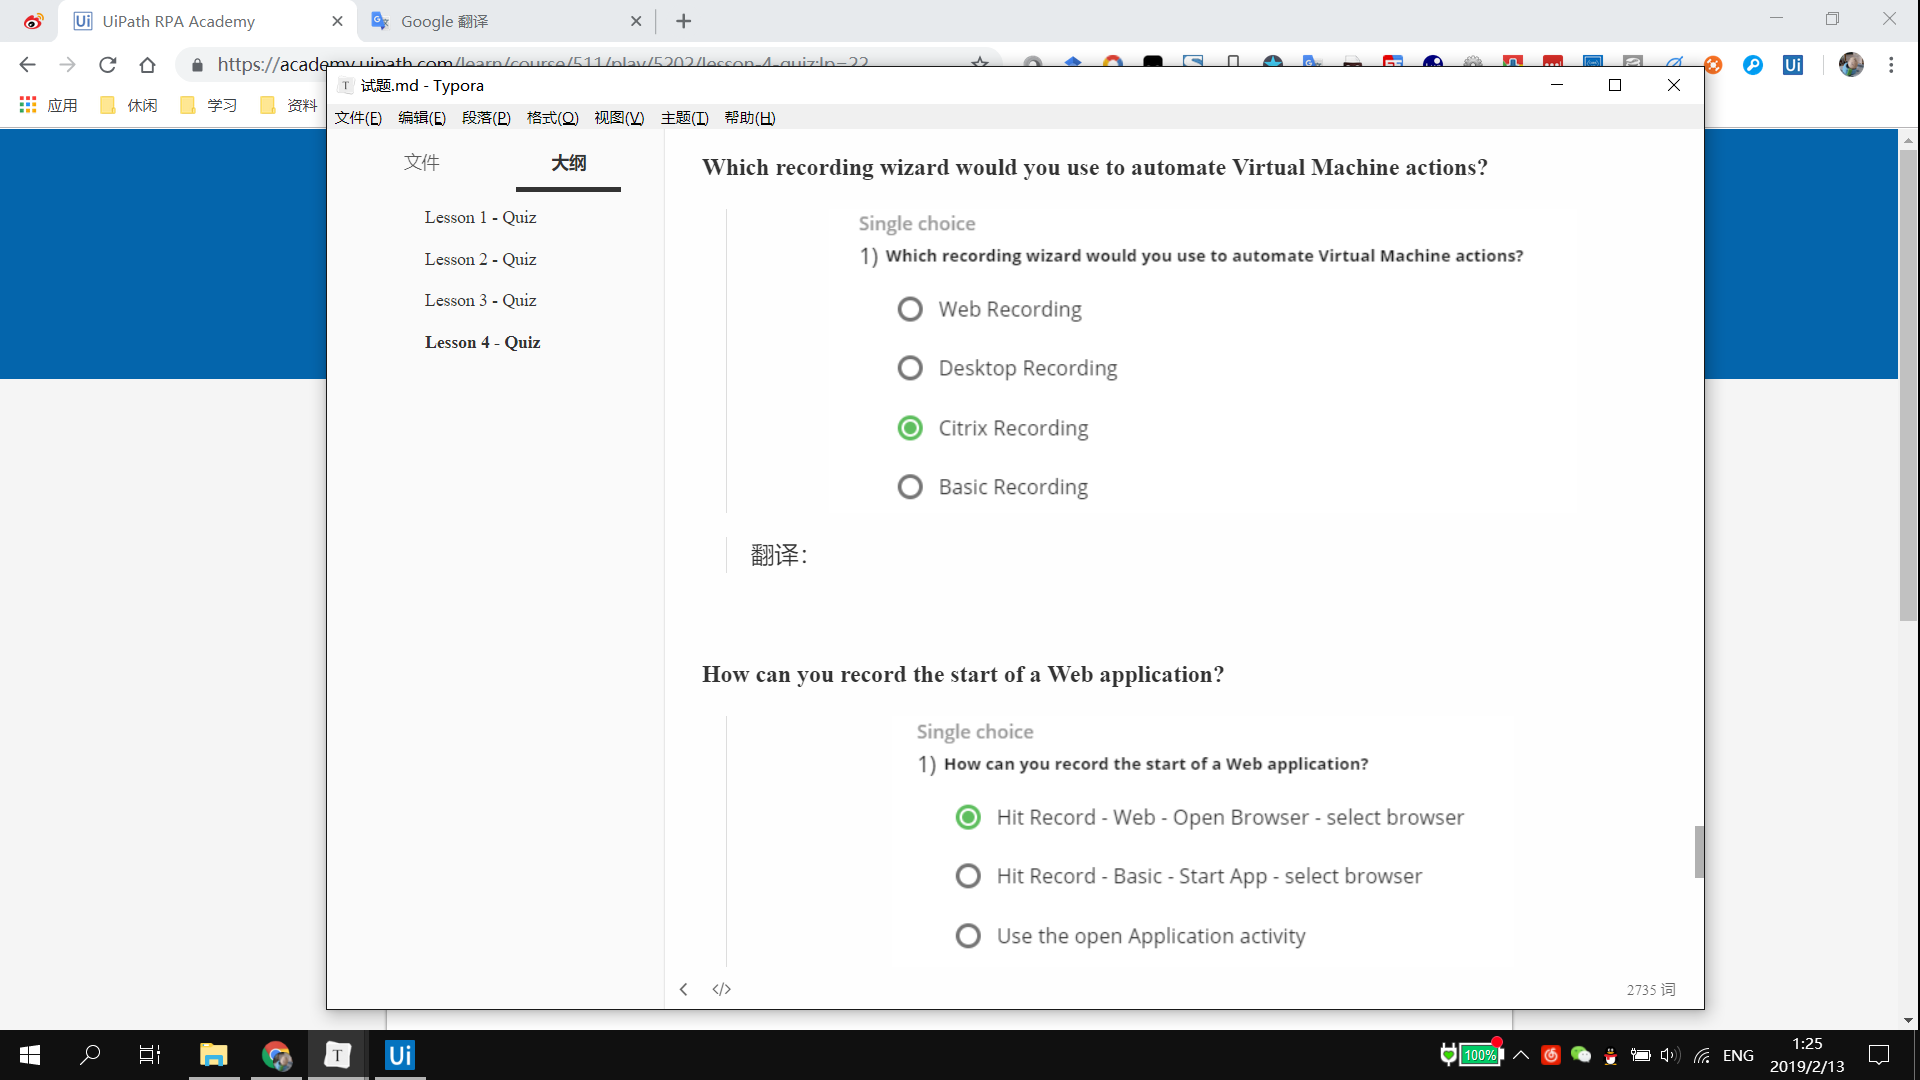 UiPath RPA Academy
Google 翻译
https://academy.uipath.com/learn/course/511/play/5202/lesson-4-quiz;lp=22
应用
休闲
学习
资料
试题.md - Typora
文件(F) 编辑(E) 段落(P) 格式(O) 视图(V) 主题(T) 帮助(H)
文件
大纲
Lesson 1 - Quiz
Lesson 2 - Quiz
Lesson 3 - Quiz
Lesson 4 - Quiz
Which recording wizard would you use to automate Virtual Machine actions?
Single choice
1) Which recording wizard would you use to automate Virtual Machine actions?
Web Recording
Desktop Recording
Citrix Recording
Basic Recording
翻译：
How can you record the start of a Web application?
Single choice
1) How can you record the start of a Web application?
Hit Record - Web - Open Browser - select browser
Hit Record - Basic - Start App - select browser
Use the open Application activity
2735 词
T
Ui
100%
ENG
1:25
2019/2/13